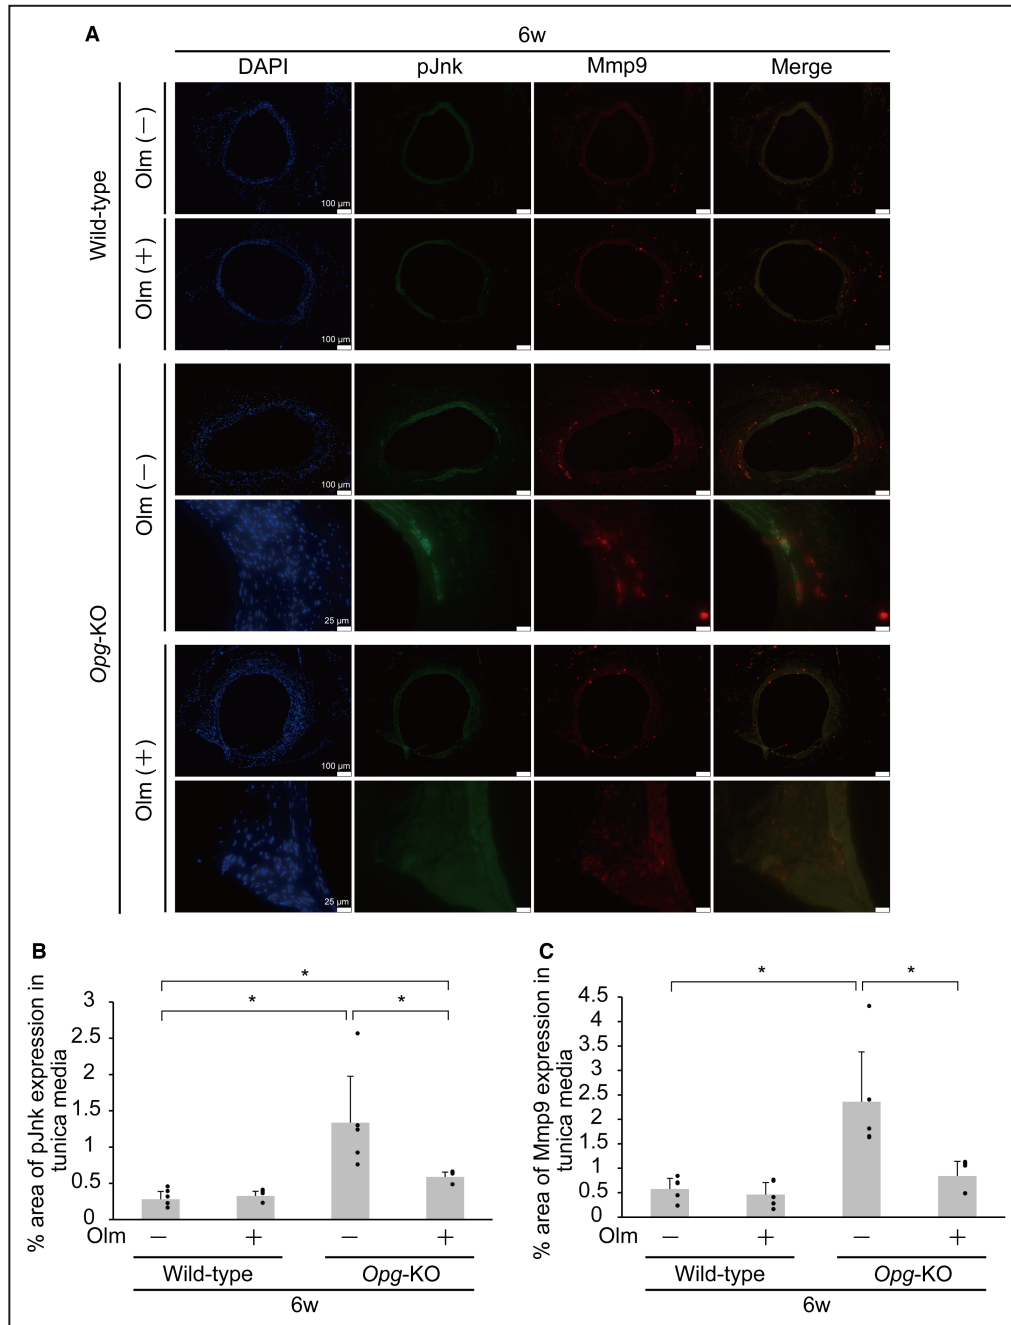 A
6w
DAPI pJnk Mmp9 Merge
Wild-type
Olm (−)
100 µm
Olm (+)
100 µm
Opg-KO
Olm (−)
100 µm
25 µm
Olm (+)
100 µm
25 µm
B
% area of pJnk expression in
tunica media
*
* *
3
2.5
2
1.5
1
0.5
0
Olm − + − +
Wild-type Opg-KO
6w
C
% area of Mmp9 expression in
tunica media
* *
4.5
4
3.5
3
2.5
2
1.5
1
0.5
0
Olm − + − +
Wild-type Opg-KO
6w